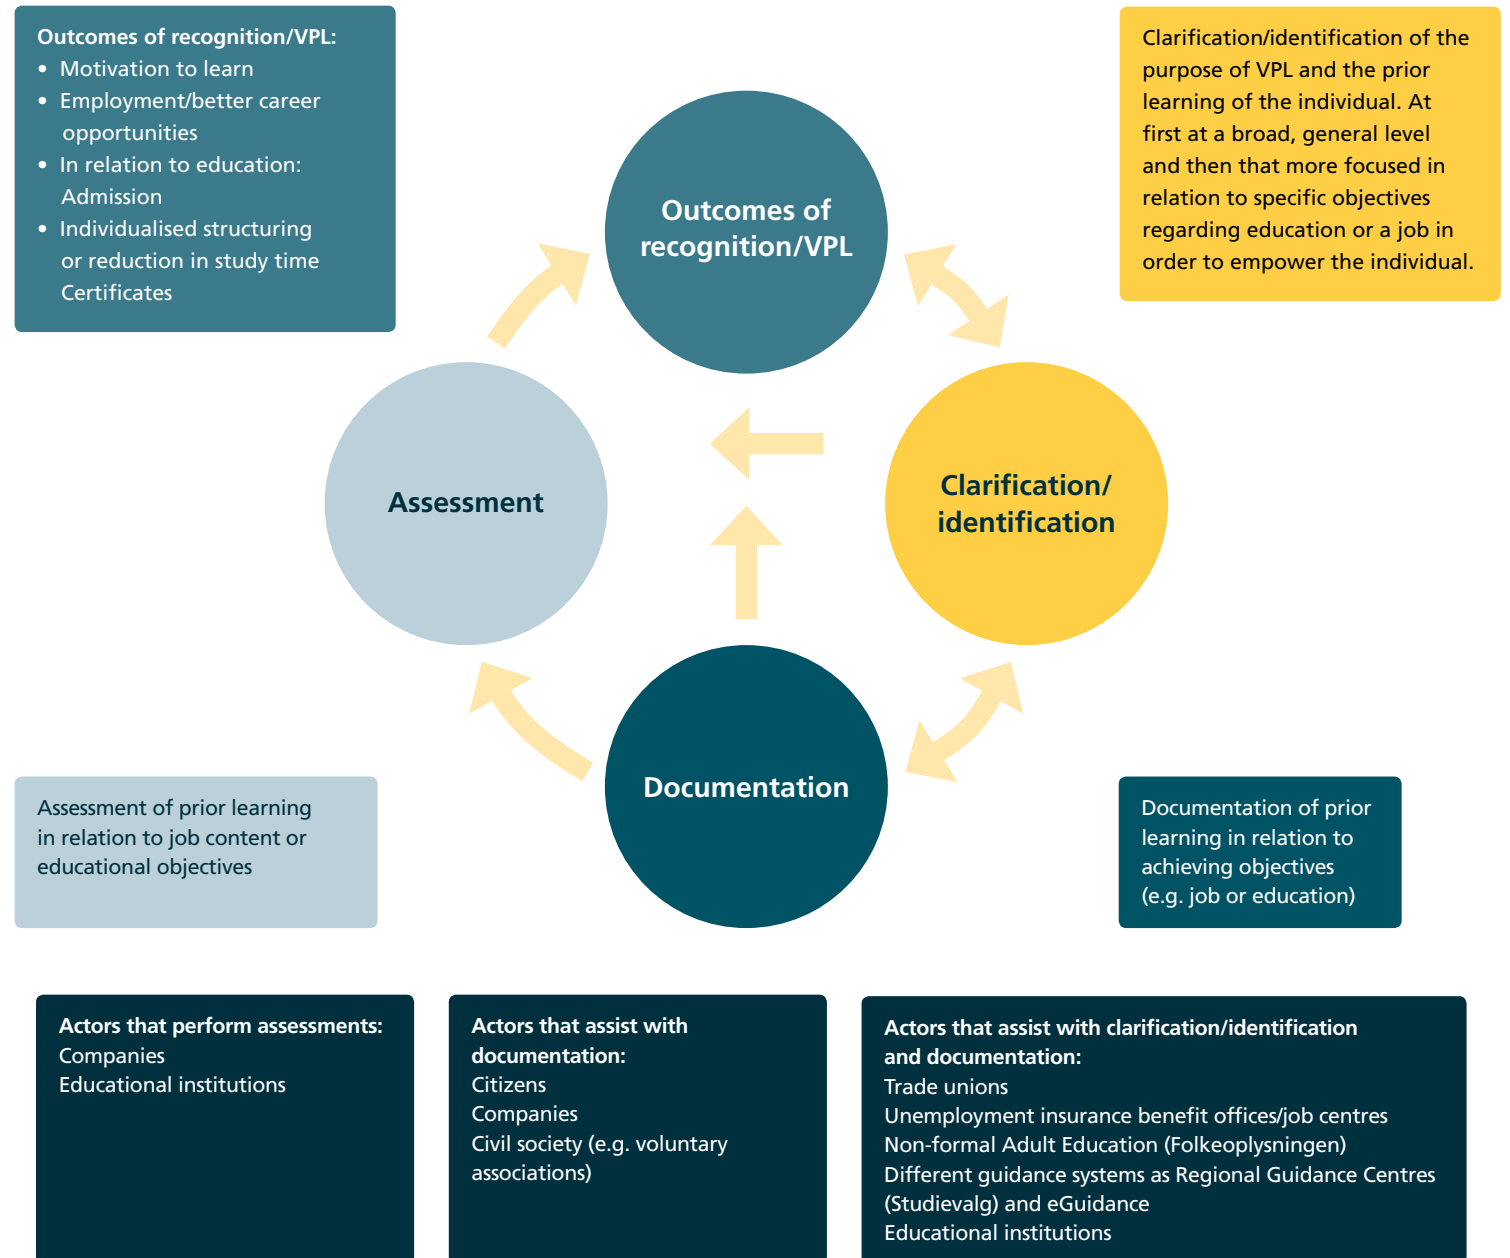 Outcomes of recognition/VPL:
• Motivation to learn
• Employment/better career
opportunities
• In relation to education:
Admission
• Individualised structuring
or reduction in study time
Certificates
Clarification/identification of the
purpose of VPL and the prior
learning of the individual. At
first at a broad, general level
and then that more focused in
relation to specific objectives
regarding education or a job in
order to empower the individual.
Outcomes of
recognition/VPL
Assessment
Clarification/
identification
Documentation
Assessment of prior learning
in relation to job content or
educational objectives
Documentation of prior
learning in relation to
achieving objectives
(e.g. job or education)
Actors that perform assessments:
Companies
Educational institutions
Actors that assist with
documentation:
Citizens
Companies
Civil society (e.g. voluntary
associations)
Actors that assist with clarification/identification
and documentation:
Trade unions
Unemployment insurance benefit offices/job centres
Non-formal Adult Education (Folkeoplysningen)
Different guidance systems as Regional Guidance Centres
(Studievalg) and eGuidance
Educational institutions